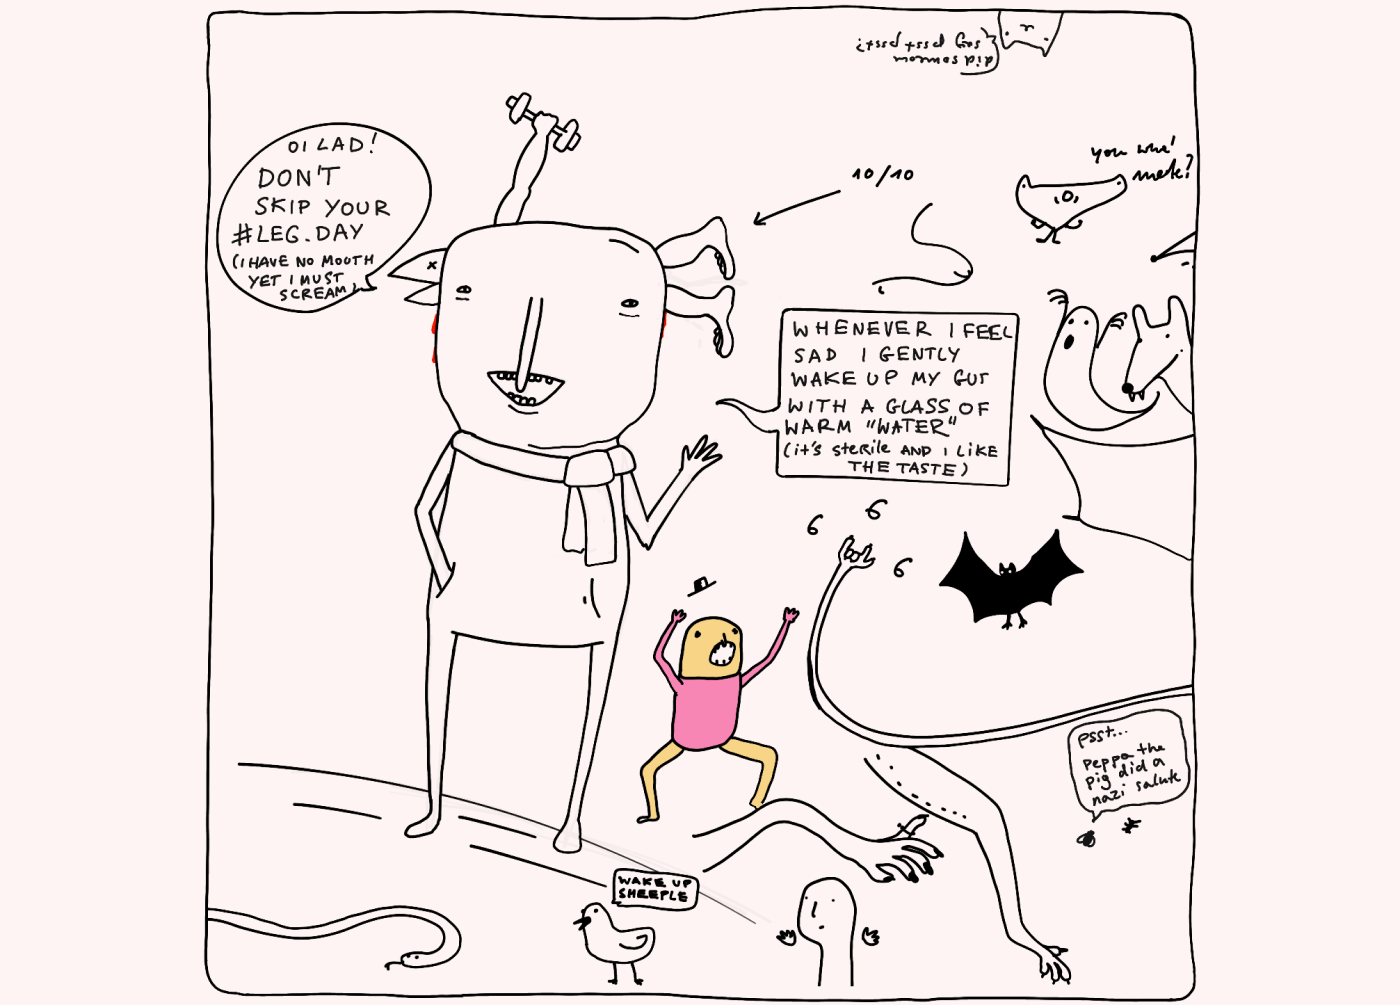 did someone
say psst psst?
you wha'
mate?
OI LAD!
DON'T
SKIP YOUR
#LEG.DAY
(I HAVE NO MOUTH
YET I MUST
SCREAM)
10/10
WHENEVER I FEEL
SAD I GENTLY
WAKE UP MY GUT
WITH A GLASS OF
WARM "WATER"
(it's sterile AND I LIKE
THE TASTE)
6 6 6
psst...
peppa the
pig did a
nazi salute
WAKE UP
SHEEPLE